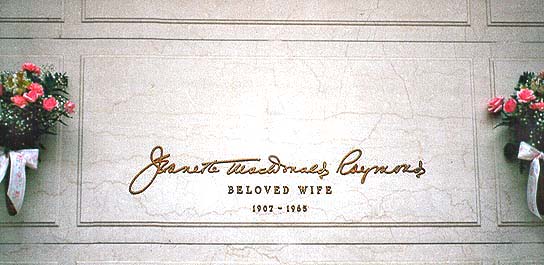 Jeanette MacDonald Raymond
BELOVED WIFE
1907 - 1965